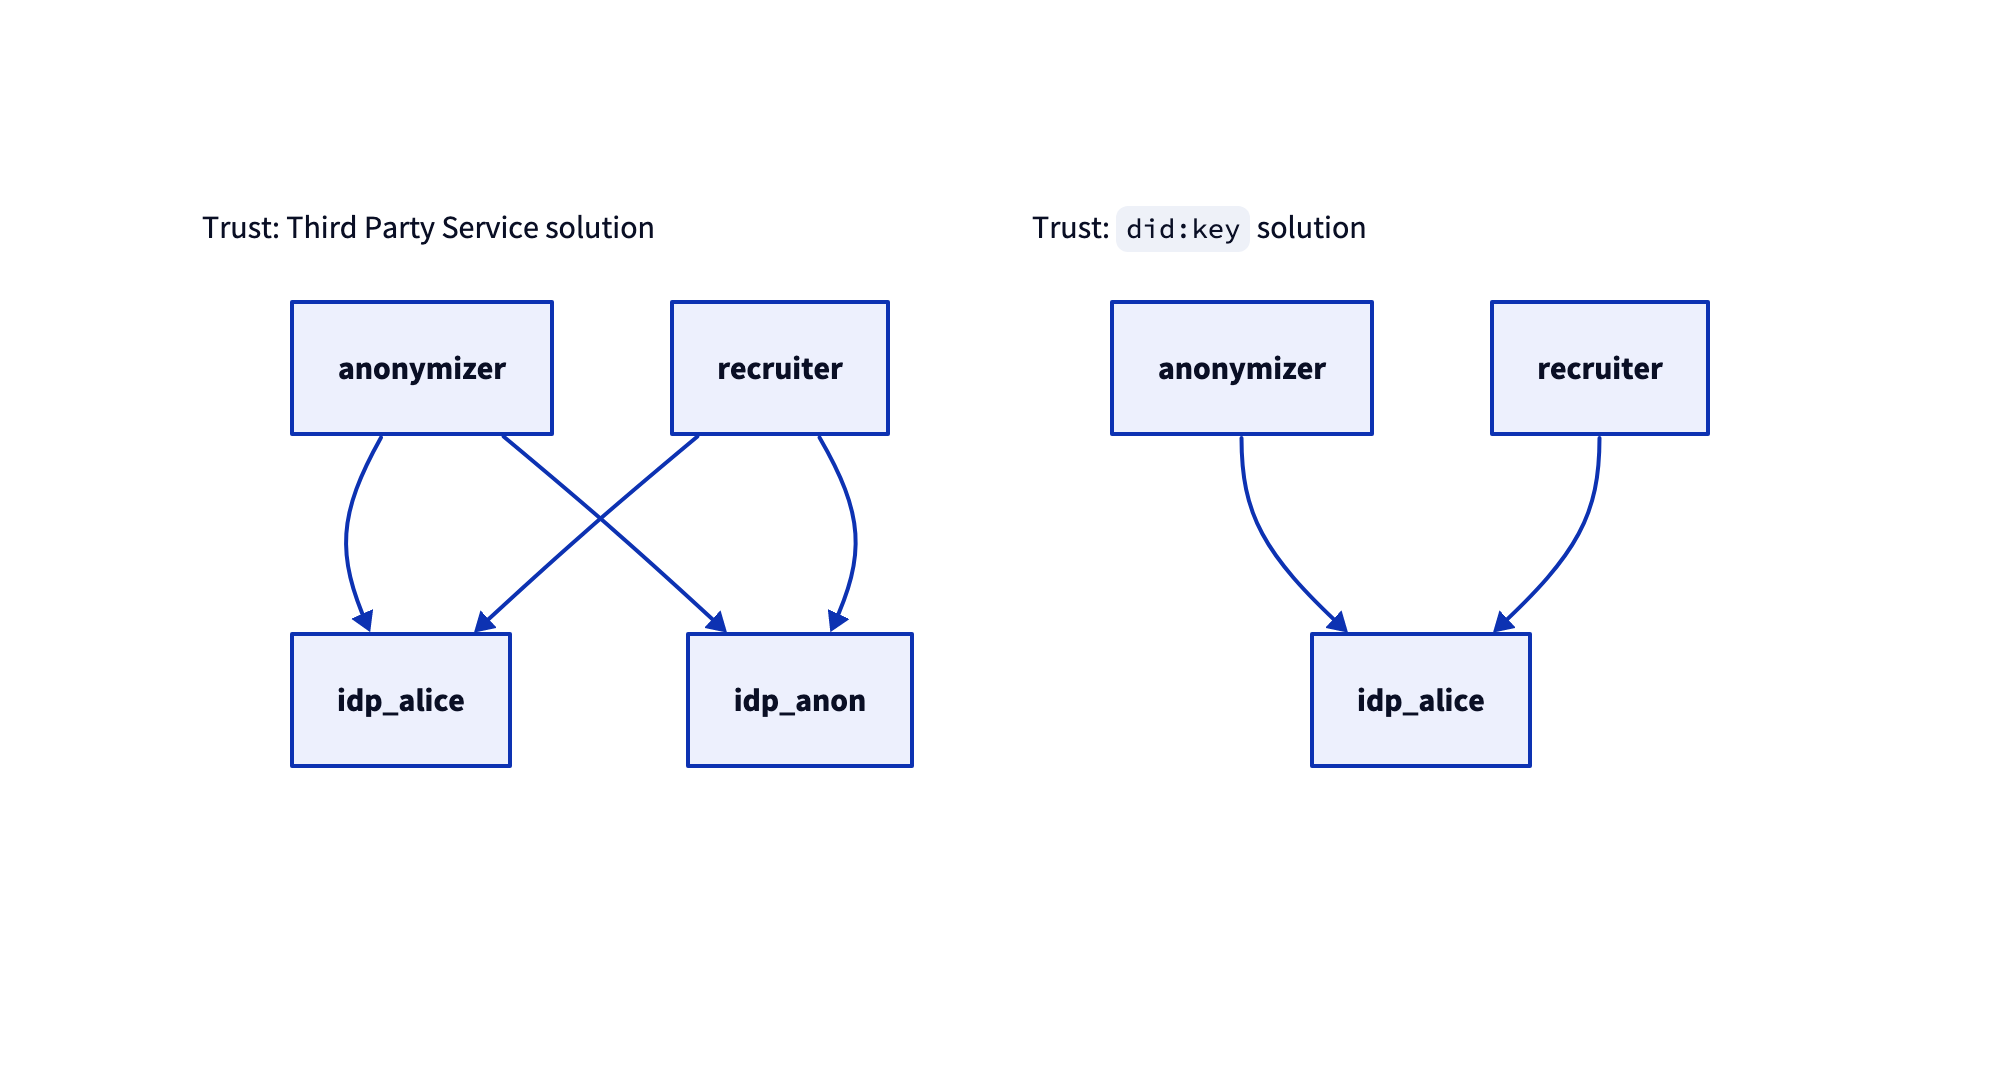 Trust: Third Party Service solution
anonymizer
recruiter
idp_alice
idp_anon
Trust: did:key solution
anonymizer
recruiter
idp_alice